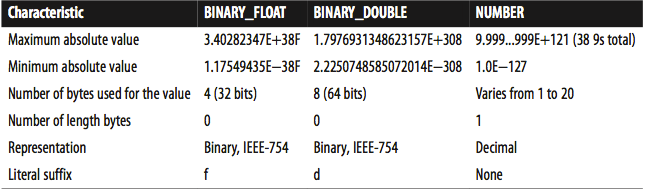 Characteristic BINARY_FLOAT BINARY_DOUBLE NUMBER
Maximum absolute value 3.40282347E+38F 1.7976931348623157E+308 9.999...999E+121 (38 9s total)
Minimum absolute value 1.17549435E—38F 2.2250748585072014E—308 1.0E—127
Number of bytes used for the value 4 (32 bits) 8 (64 bits) Varies from 1 to 20
Number of length bytes 0 0 1
Representation Binary, IEEE-754 Binary, IEEE-754 Decimal
Literal suffix f d None